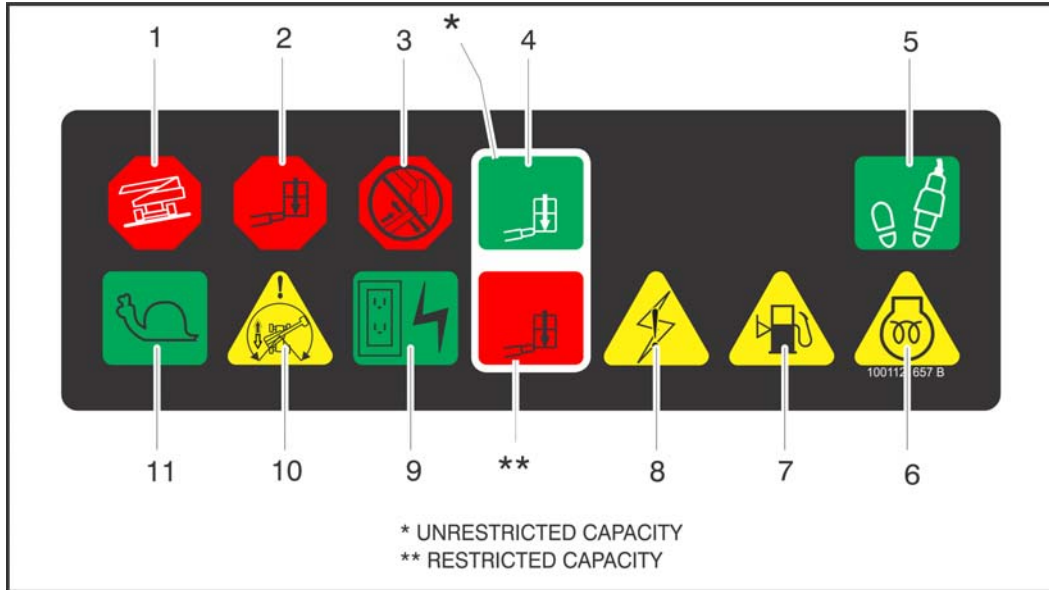 1 2 3 * 4 5
!
B
11 10 9 ** 8 7 6
* UNRESTRICTED CAPACITY
** RESTRICTED CAPACITY